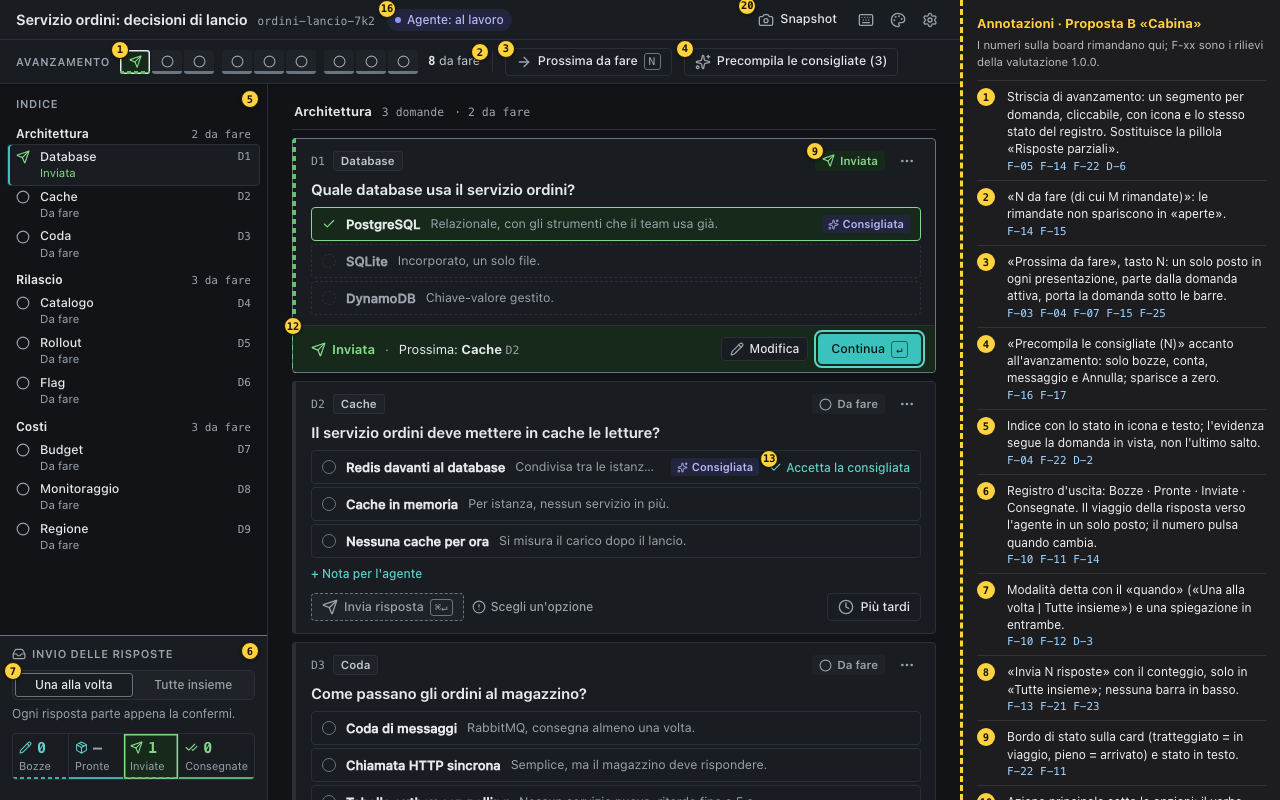 Servizio ordini: decisioni di lancio ordini-lancio-7k2 16 Agente: al lavoro 20 Snapshot
AVANZAMENTO 1 8 da fare 2 3 Prossima da fare N 4 Precompila le consigliate (3)
INDICE 5
Architettura 2 da fare
Database D1
Inviata
Cache D2
Da fare
Coda D3
Da fare
Rilascio 3 da fare
Catalogo D4
Da fare
Rollout D5
Da fare
Flag D6
Da fare
Costi 3 da fare
Budget D7
Da fare
Monitoraggio D8
Da fare
Regione D9
Da fare
INVIO DELLE RISPOSTE 6
7
Una alla volta Tutte insieme
Ogni risposta parte appena la confermi.
0 – 1 0
Bozze Pronte Inviate Consegnate
Architettura 3 domande · 2 da fare
D1 Database 9 Inviata ···
Quale database usa il servizio ordini?
PostgreSQL Relazionale, con gli strumenti che il team usa già. Consigliata
SQLite Incorporato, un solo file.
DynamoDB Chiave-valore gestito.
12
Inviata · Prossima: Cache D2 Modifica Continua ↵
D2 Cache Da fare ···
Il servizio ordini deve mettere in cache le letture?
Redis davanti al database Condivisa tra le istanz… Consigliata 13 Accetta la consigliata
Cache in memoria Per istanza, nessun servizio in più.
Nessuna cache per ora Si misura il carico dopo il lancio.
+ Nota per l'agente
Invia risposta ⌘↵ Scegli un'opzione Più tardi
D3 Coda Da fare ···
Come passano gli ordini al magazzino?
Coda di messaggi RabbitMQ, consegna almeno una volta.
Chiamata HTTP sincrona Semplice, ma il magazzino deve rispondere.
Annotazioni · Proposta B «Cabina»
I numeri sulla board rimandano qui; F-xx sono i rilievi
della valutazione 1.0.0.
1 Striscia di avanzamento: un segmento per
domanda, cliccabile, con icona e lo stesso
stato del registro. Sostituisce la pillola
«Risposte parziali».
F-05 F-14 F-22 D-6
2 «N da fare (di cui M rimandate)»: le
rimandate non spariscono in «aperte».
F-14 F-15
3 «Prossima da fare», tasto N: un solo posto in
ogni presentazione, parte dalla domanda
attiva, porta la domanda sotto le barre.
F-03 F-04 F-07 F-15 F-25
4 «Precompila le consigliate (N)» accanto
all'avanzamento: solo bozze, conta,
messaggio e Annulla; sparisce a zero.
F-16 F-17
5 Indice con lo stato in icona e testo; l'evidenza
segue la domanda in vista, non l'ultimo salto.
F-04 F-22 D-2
6 Registro d'uscita: Bozze · Pronte · Inviate ·
Consegnate. Il viaggio della risposta verso
l'agente in un solo posto; il numero pulsa
quando cambia.
F-10 F-11 F-14
7 Modalità detta con il «quando» («Una alla
volta | Tutte insieme») e una spiegazione in
entrambe.
F-10 F-12 D-3
8 «Invia N risposte» con il conteggio, solo in
«Tutte insieme»; nessuna barra in basso.
F-13 F-21 F-23
9 Bordo di stato sulla card (tratteggiato = in
viaggio, pieno = arrivato) e stato in testo.
F-22 F-11